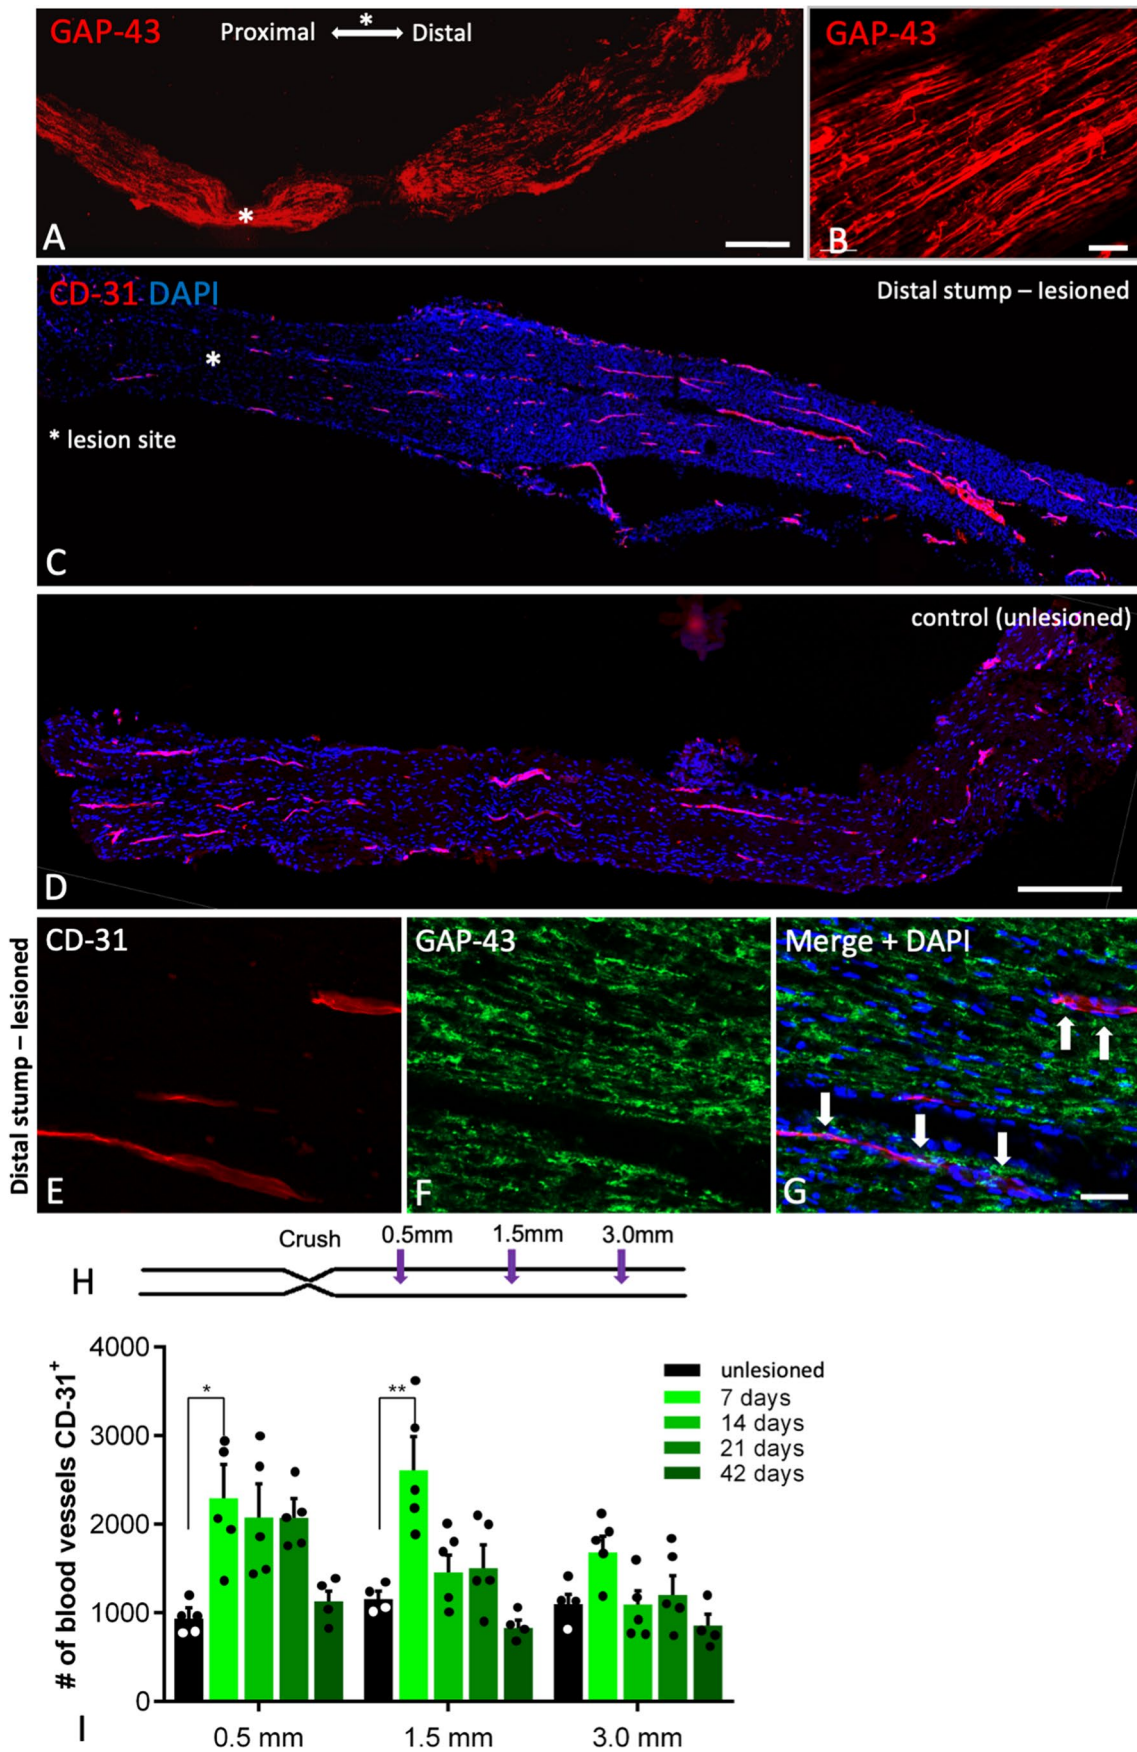 GAP-43
Proximal * Distal
*
A
GAP-43
B
CD-31 DAPI
Distal stump – lesioned
*
* lesion site
C
control (unlesioned)
D
Distal stump – lesioned
CD-31
E
GAP-43
F
Merge + DAPI
G
H
Crush 0.5mm 1.5mm 3.0mm
# of blood vessels CD-31⁺
4000
3000
2000
1000
0
* 
**
unlesioned
7 days
14 days
21 days
42 days
0.5 mm 1.5 mm 3.0 mm
I